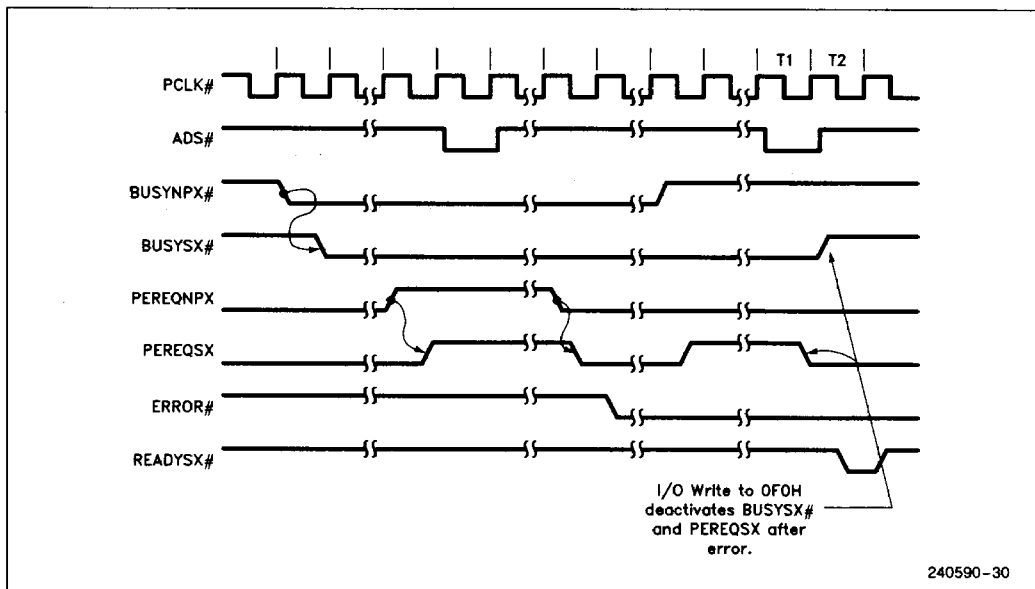 T1 T2
PCLK#
ADS#
BUSYNPX#
BUSYSX#
PEREQNPX
PEREQSX
ERROR#
READYSX#
I/O Write to 0F0H
deactivates BUSYSX#
and PEREQSX after
error.
240590-30